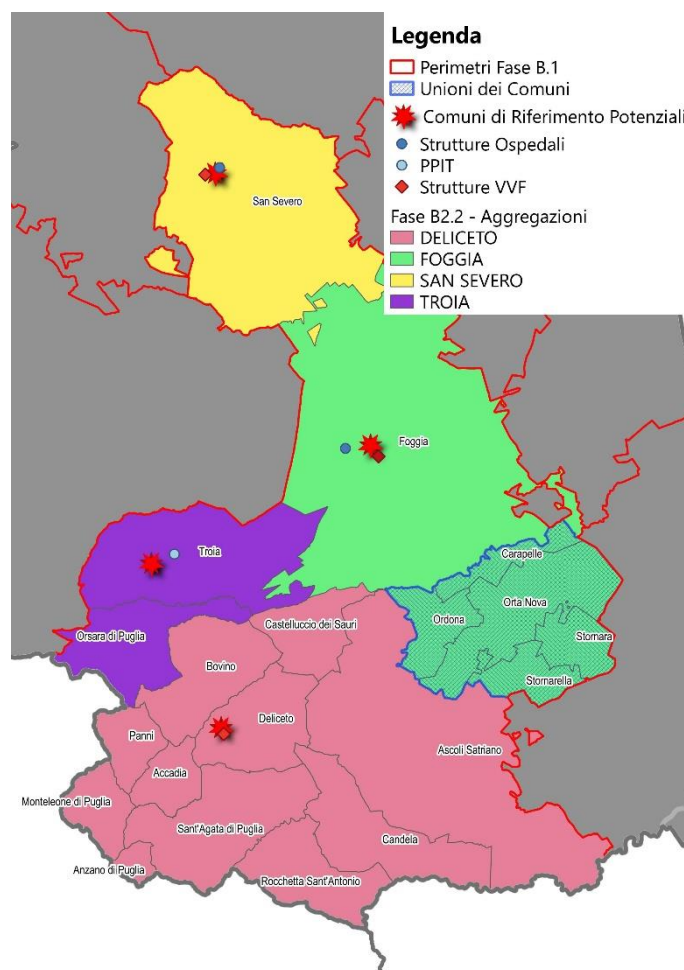 Legenda
Perimetri Fase B.1
Unioni dei Comuni
Comuni di Riferimento Potenziali
Strutture Ospedali
PPIT
Strutture VVF
Fase B2.2 - Aggregazioni
DELICETO
FOGGIA
SAN SEVERO
TROIA
San Severo
Foggia
Troia
Carapelle
Orta Nova
Ordona
Stornara
Stornarella
Orsara di Puglia
Castelluccio dei Sauri
Bovino
Deliceto
Panni
Ascoli Satriano
Accadia
Monteleone di Puglia
Sant'Agata di Puglia
Candela
Anzano di Puglia
Rocchetta Sant'Antonio